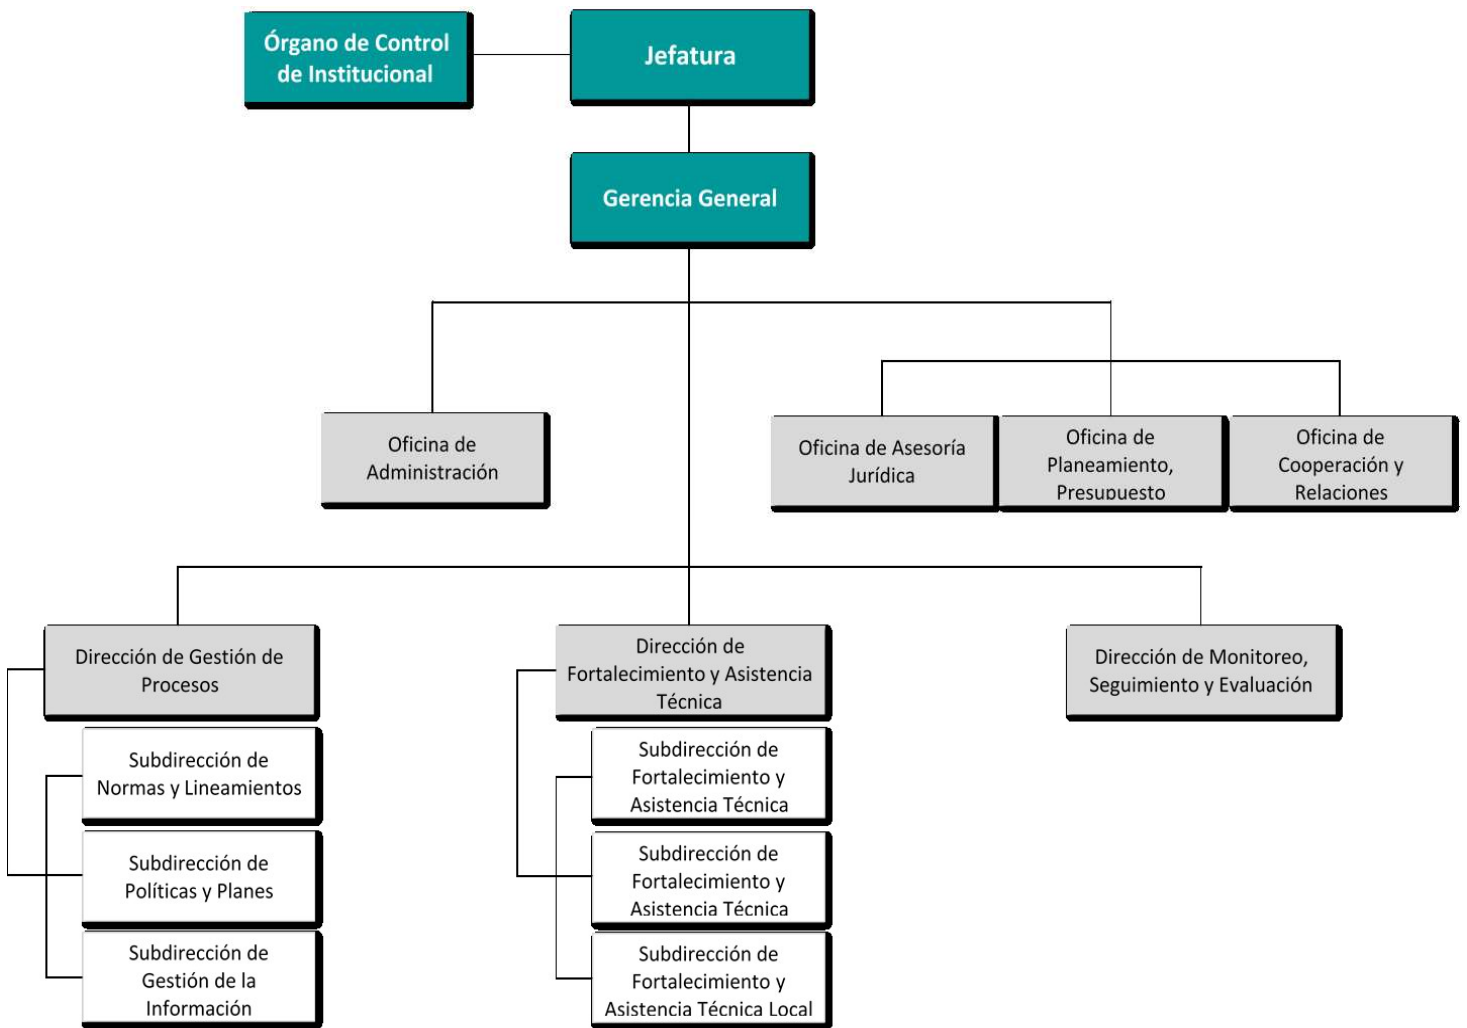 Órgano de Control
de Institucional
Jefatura
Gerencia General
Oficina de
Administración
Oficina de Asesoría
Jurídica
Oficina de
Planeamiento,
Presupuesto
Oficina de
Cooperación y
Relaciones
Dirección de Gestión de
Procesos
Dirección de
Fortalecimiento y Asistencia
Técnica
Dirección de Monitoreo,
Seguimiento y Evaluación
Subdirección de
Normas y Lineamientos
Subdirección de
Políticas y Planes
Subdirección de
Gestión de la
Información
Subdirección de
Fortalecimiento y
Asistencia Técnica
Subdirección de
Fortalecimiento y
Asistencia Técnica
Subdirección de
Fortalecimiento y
Asistencia Técnica Local